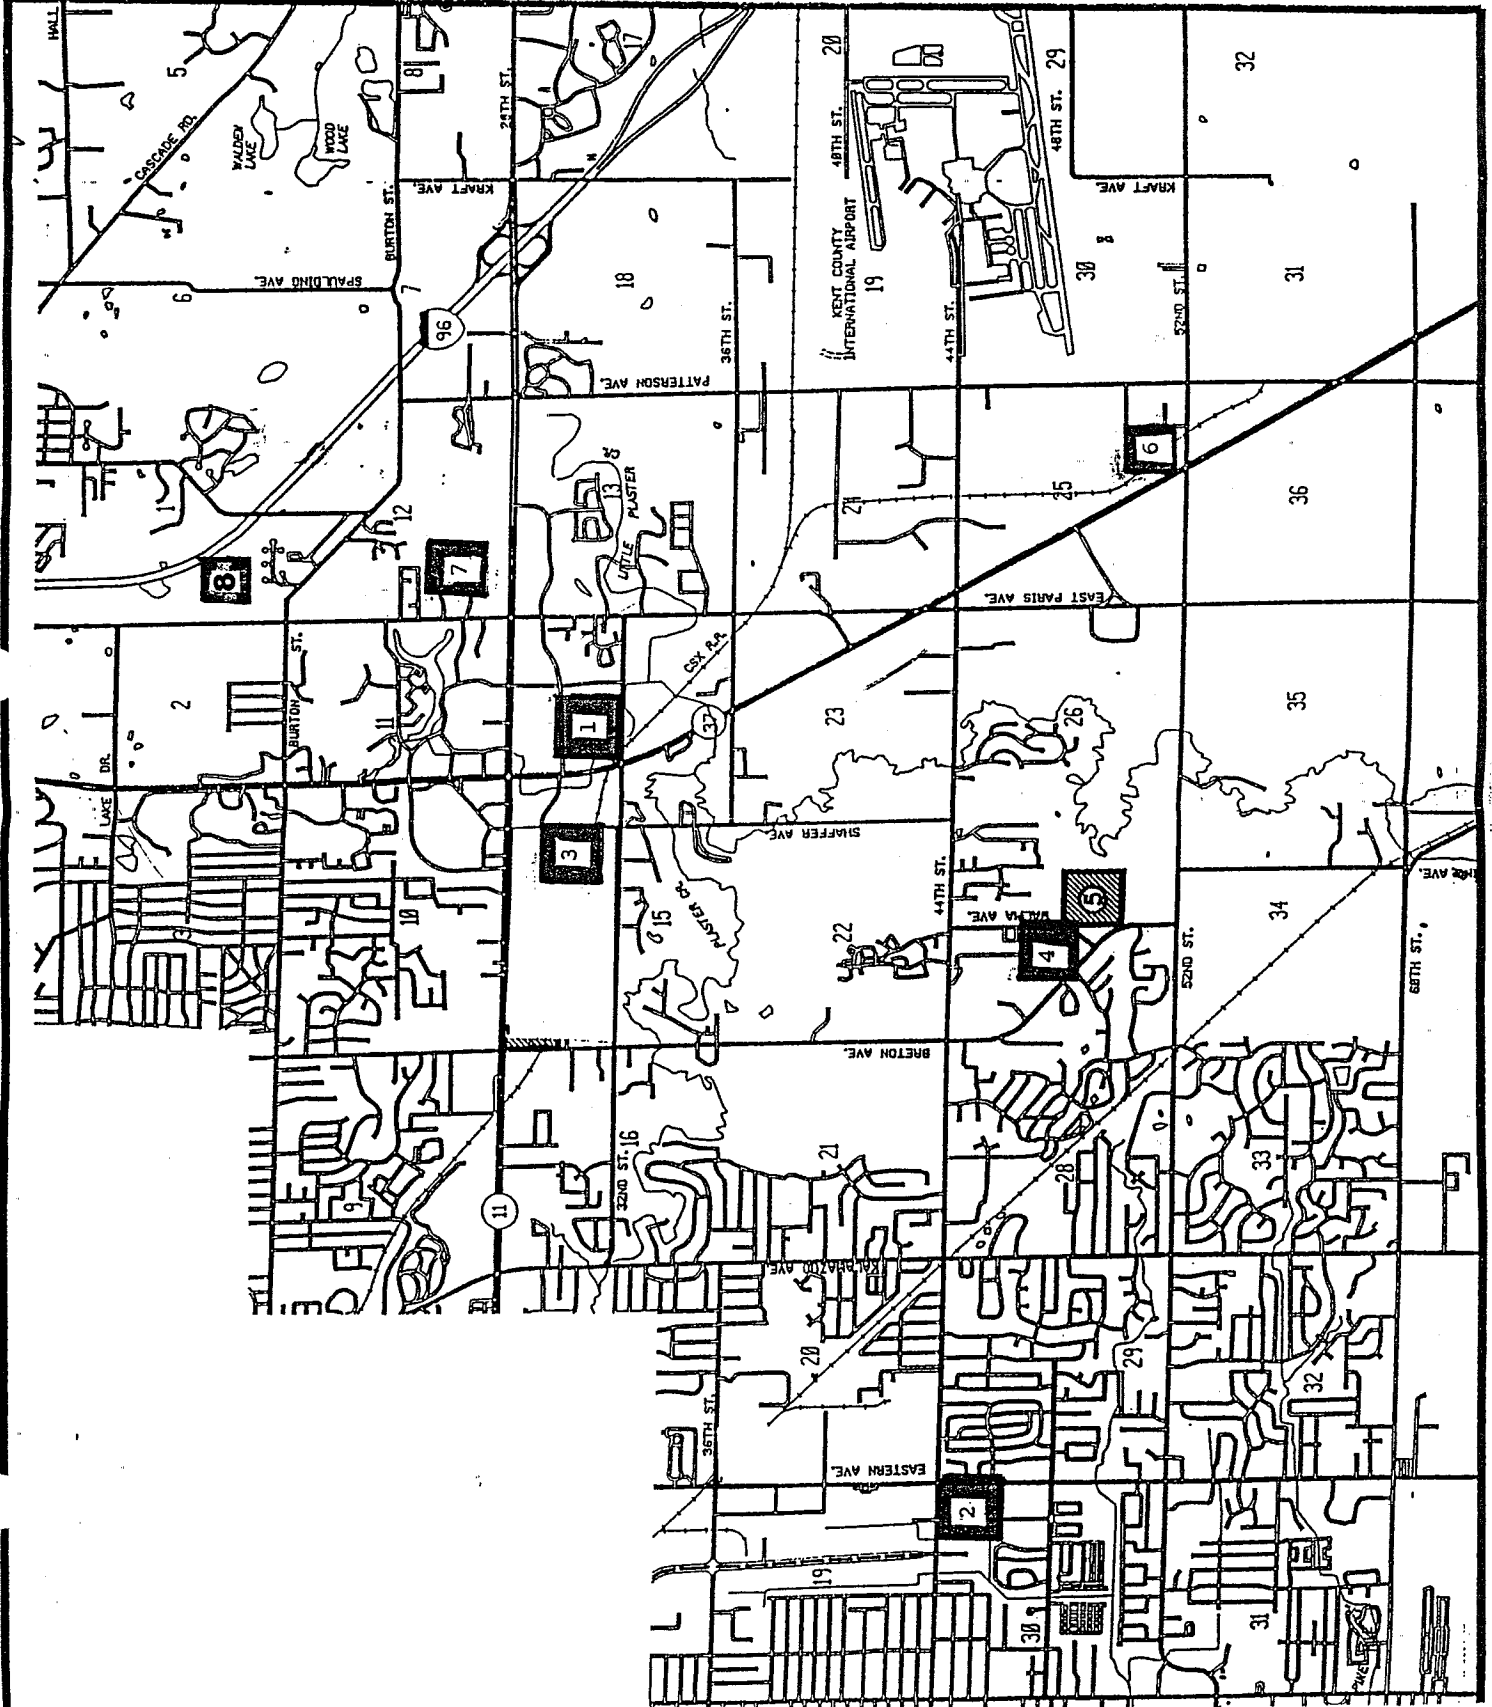 HALL
5
CASCADE RD.
WALDEN
LAKE
WOOD
LAKE
8
BURTON ST.
KRAFT AVE.
28TH ST.
17
20
40TH ST.
29
48TH ST.
32
KENT COUNTY
INTERNATIONAL AIRPORT
19
KRAFT AVE.
30
31
52ND ST.
44TH ST.
6
SPAULDING AVE.
7
96
18
36TH ST.
PATTERSON AVE.
1
12
8
7
13
LITTLE
PLASTER
25
6
36
EAST PARIS AVE.
2
BURTON
ST.
11
DR.
LAKE
1
CSX R.R.
37
23
26
35
3
SHAFFER AVE
44TH ST.
WALMA AVE.
5
4
10
15
PLASTER
22
34
52ND ST.
60TH ST.
AVE.
BRETON AVE.
9
11
32ND ST.
16
21
28
33
KALAMAZOO AVE.
20
29
32
36TH ST.
EASTERN AVE.
2
19
30
31